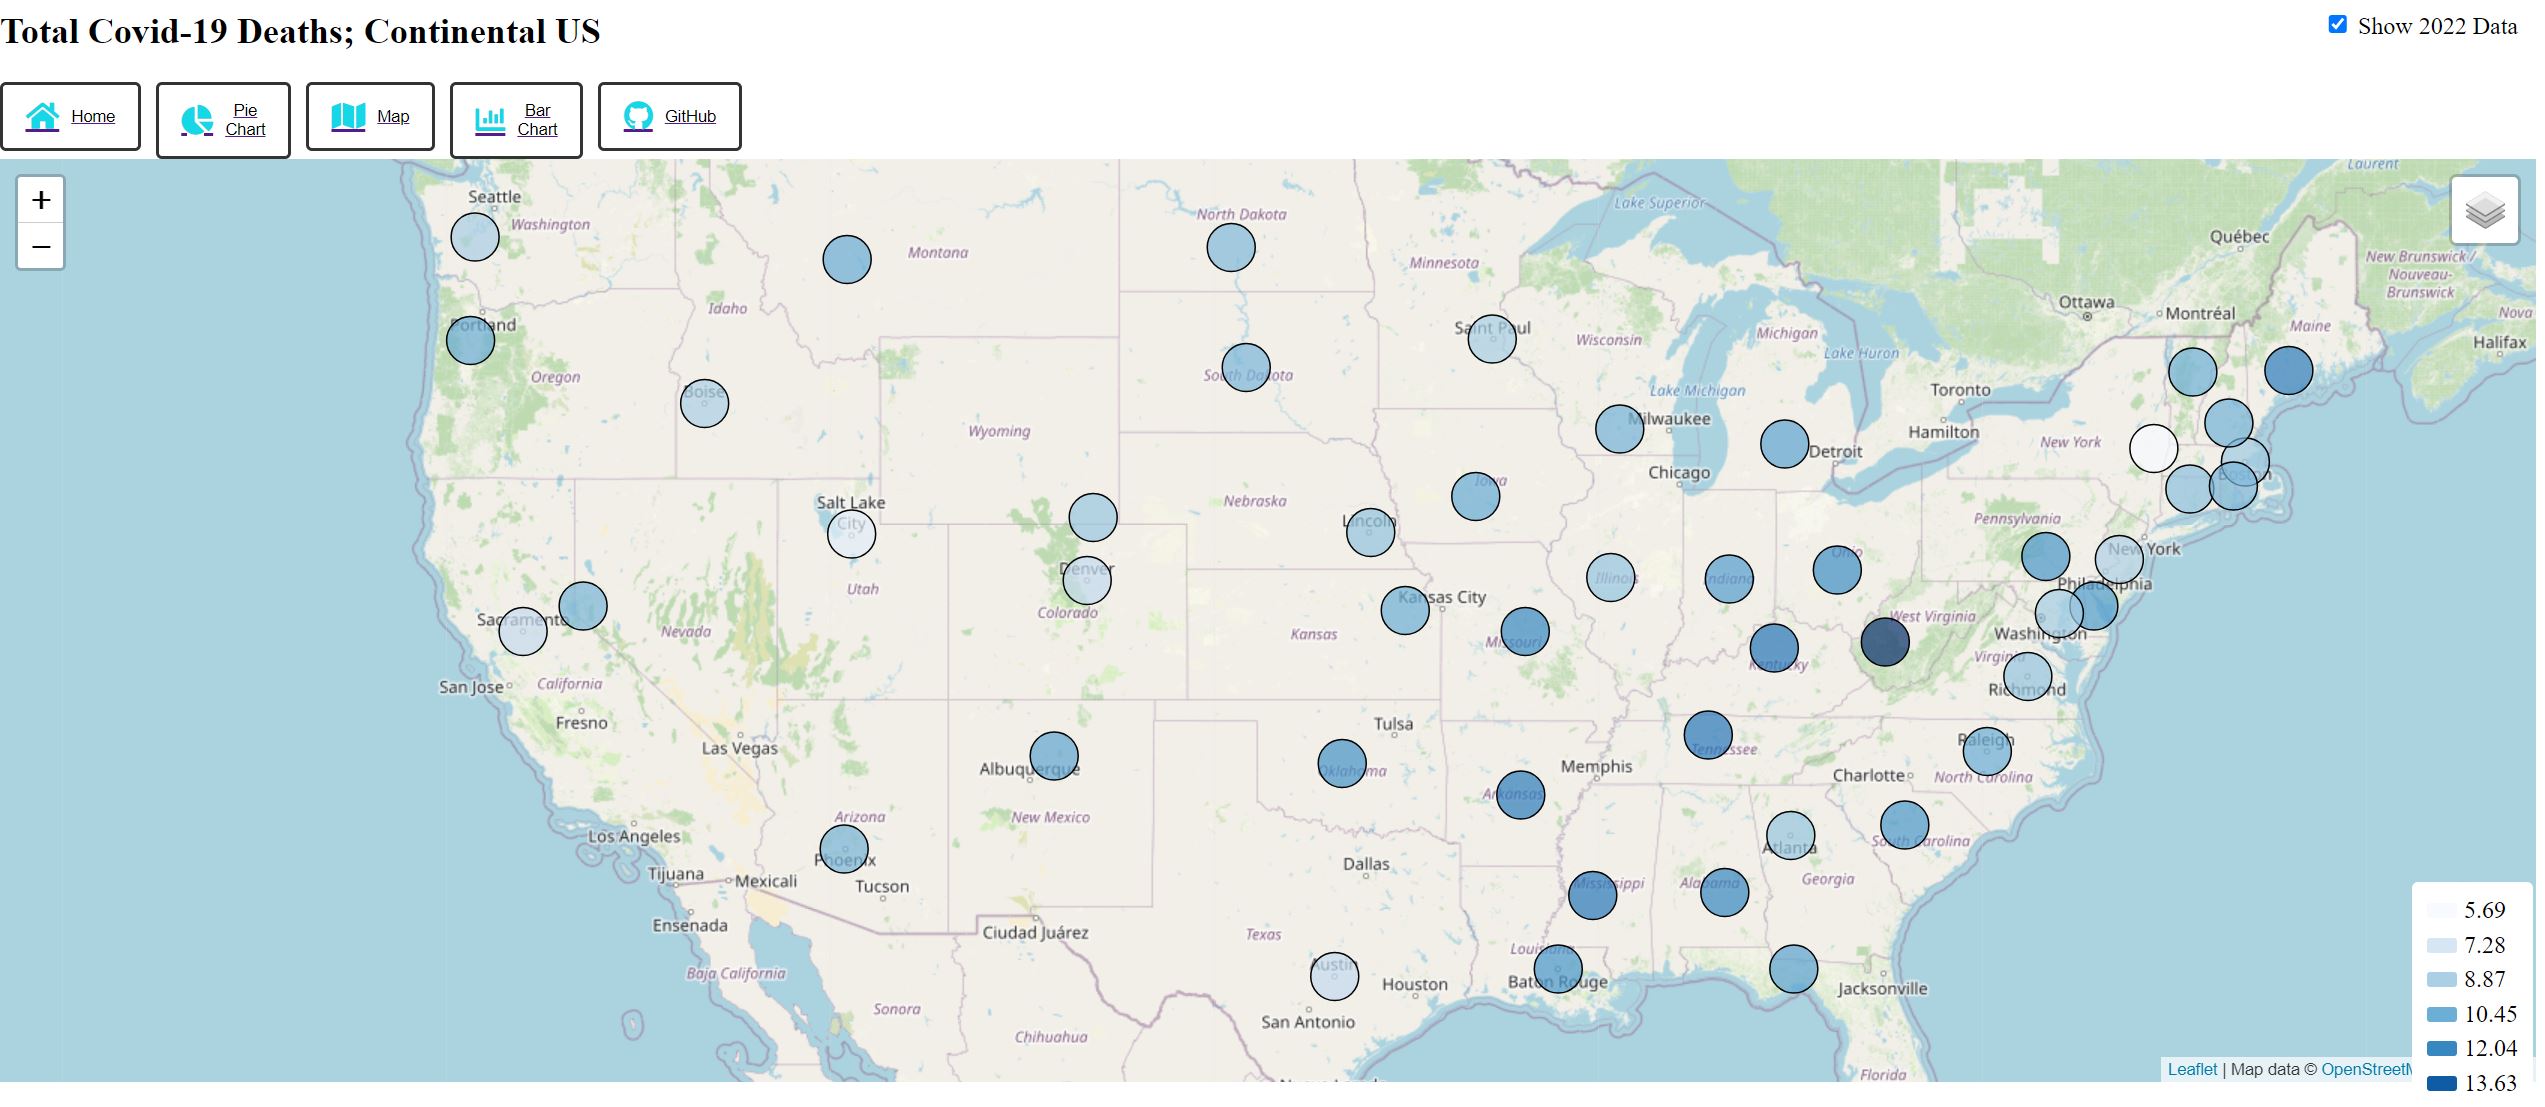 Total Covid-19 Deaths; Continental US
Show 2022 Data
Home
Pie
Chart
Map
Bar
Chart
GitHub
+
−
Seattle
Washington
Portland
Oregon
Idaho
Boise
Montana
North Dakota
South Dakota
Minnesota
Saint Paul
Wisconsin
Lake Superior
Michigan
Lake Huron
Lake Michigan
Milwaukee
Detroit
Chicago
Toronto
Hamilton
Ottawa
Montréal
Québec
Laurent
New Brunswick /
Nouveau-
Brunswick
Nova
Halifax
Maine
New York
Boston
Wyoming
Salt Lake
City
Utah
Nebraska
Lincoln
Iowa
Denver
Colorado
Sacramento
Nevada
San Jose
California
Fresno
Las Vegas
Los Angeles
Tijuana
Mexicali
Ensenada
Baja California
Kansas
Kansas City
Missouri
Illinois
Indiana
Ohio
Pennsylvania
New York
Philadelphia
Washington
West Virginia
Virginia
Richmond
Kentucky
Tennessee
Raleigh
North Carolina
Charlotte
South Carolina
Memphis
Tulsa
Oklahoma
Arkansas
Albuquerque
New Mexico
Arizona
Phoenix
Tucson
Ciudad Juárez
Sonora
Chihuahua
Dallas
Texas
Austin
Houston
San Antonio
Louisiana
Baton Rouge
Mississippi
Alabama
Atlanta
Georgia
Jacksonville
Florida
5.69
7.28
8.87
10.45
12.04
13.63
Leaflet | Map data © OpenStreetM